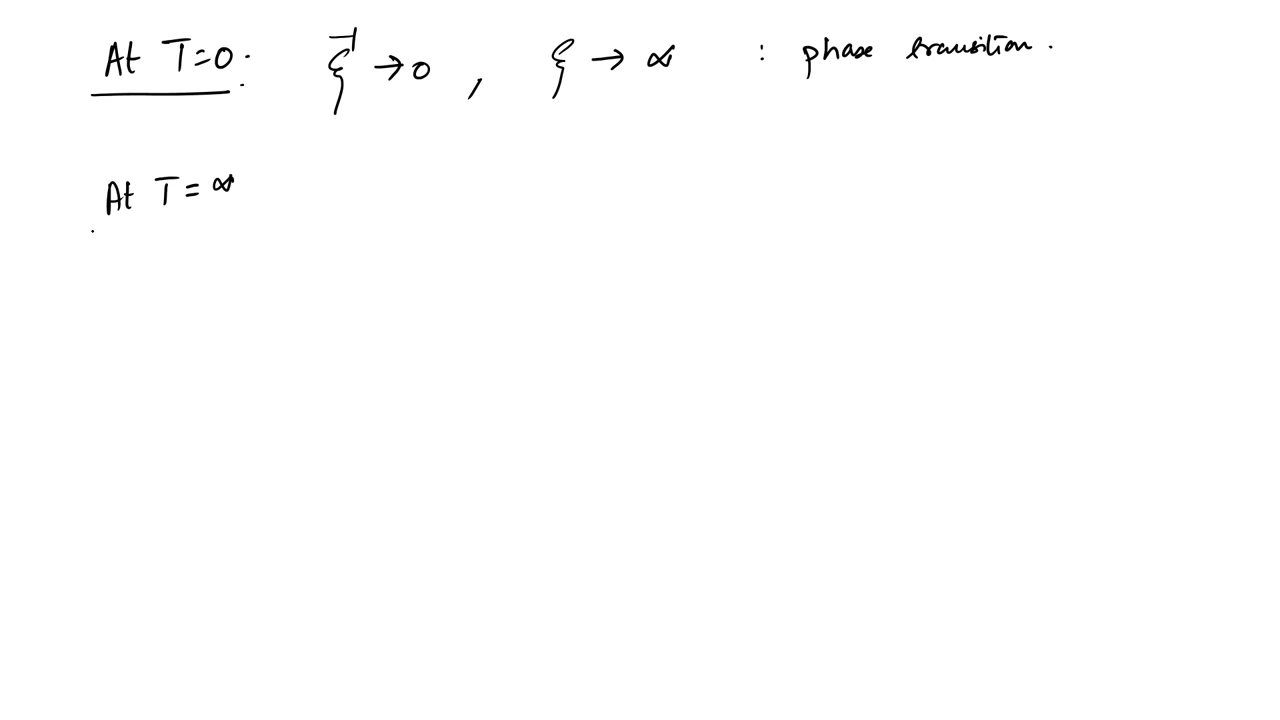 At T=0: ξ⁻¹ → 0 , ξ → ∞ : phase transition.
At T = ∞